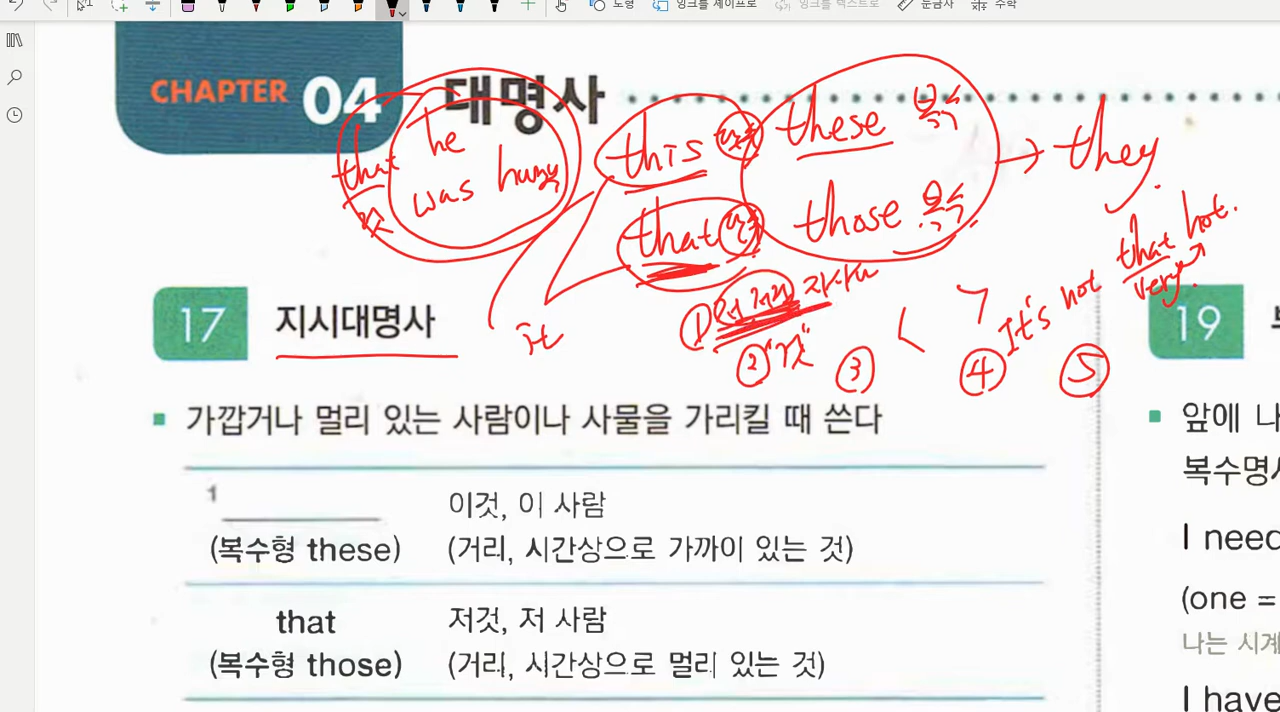 도형 잉크를 셰이프로 잉크를 텍스트로 눈금자 수학
CHAPTER 04 대명사
that he was hungry
this these 복수
that those 복수
they
it
① 저 거리
② "것" ③ ④ ⑤
It's not that hot.
very
17 지시대명사
가깝거나 멀리 있는 사람이나 사물을 가리킬 때 쓴다
1 이것, 이 사람
(복수형 these) (거리, 시간상으로 가까이 있는 것)
that 저것, 저 사람
(복수형 those) (거리, 시간상으로 멀리 있는 것)
19
앞에 나
복수명사
I need
(one =
나는 시계
I have